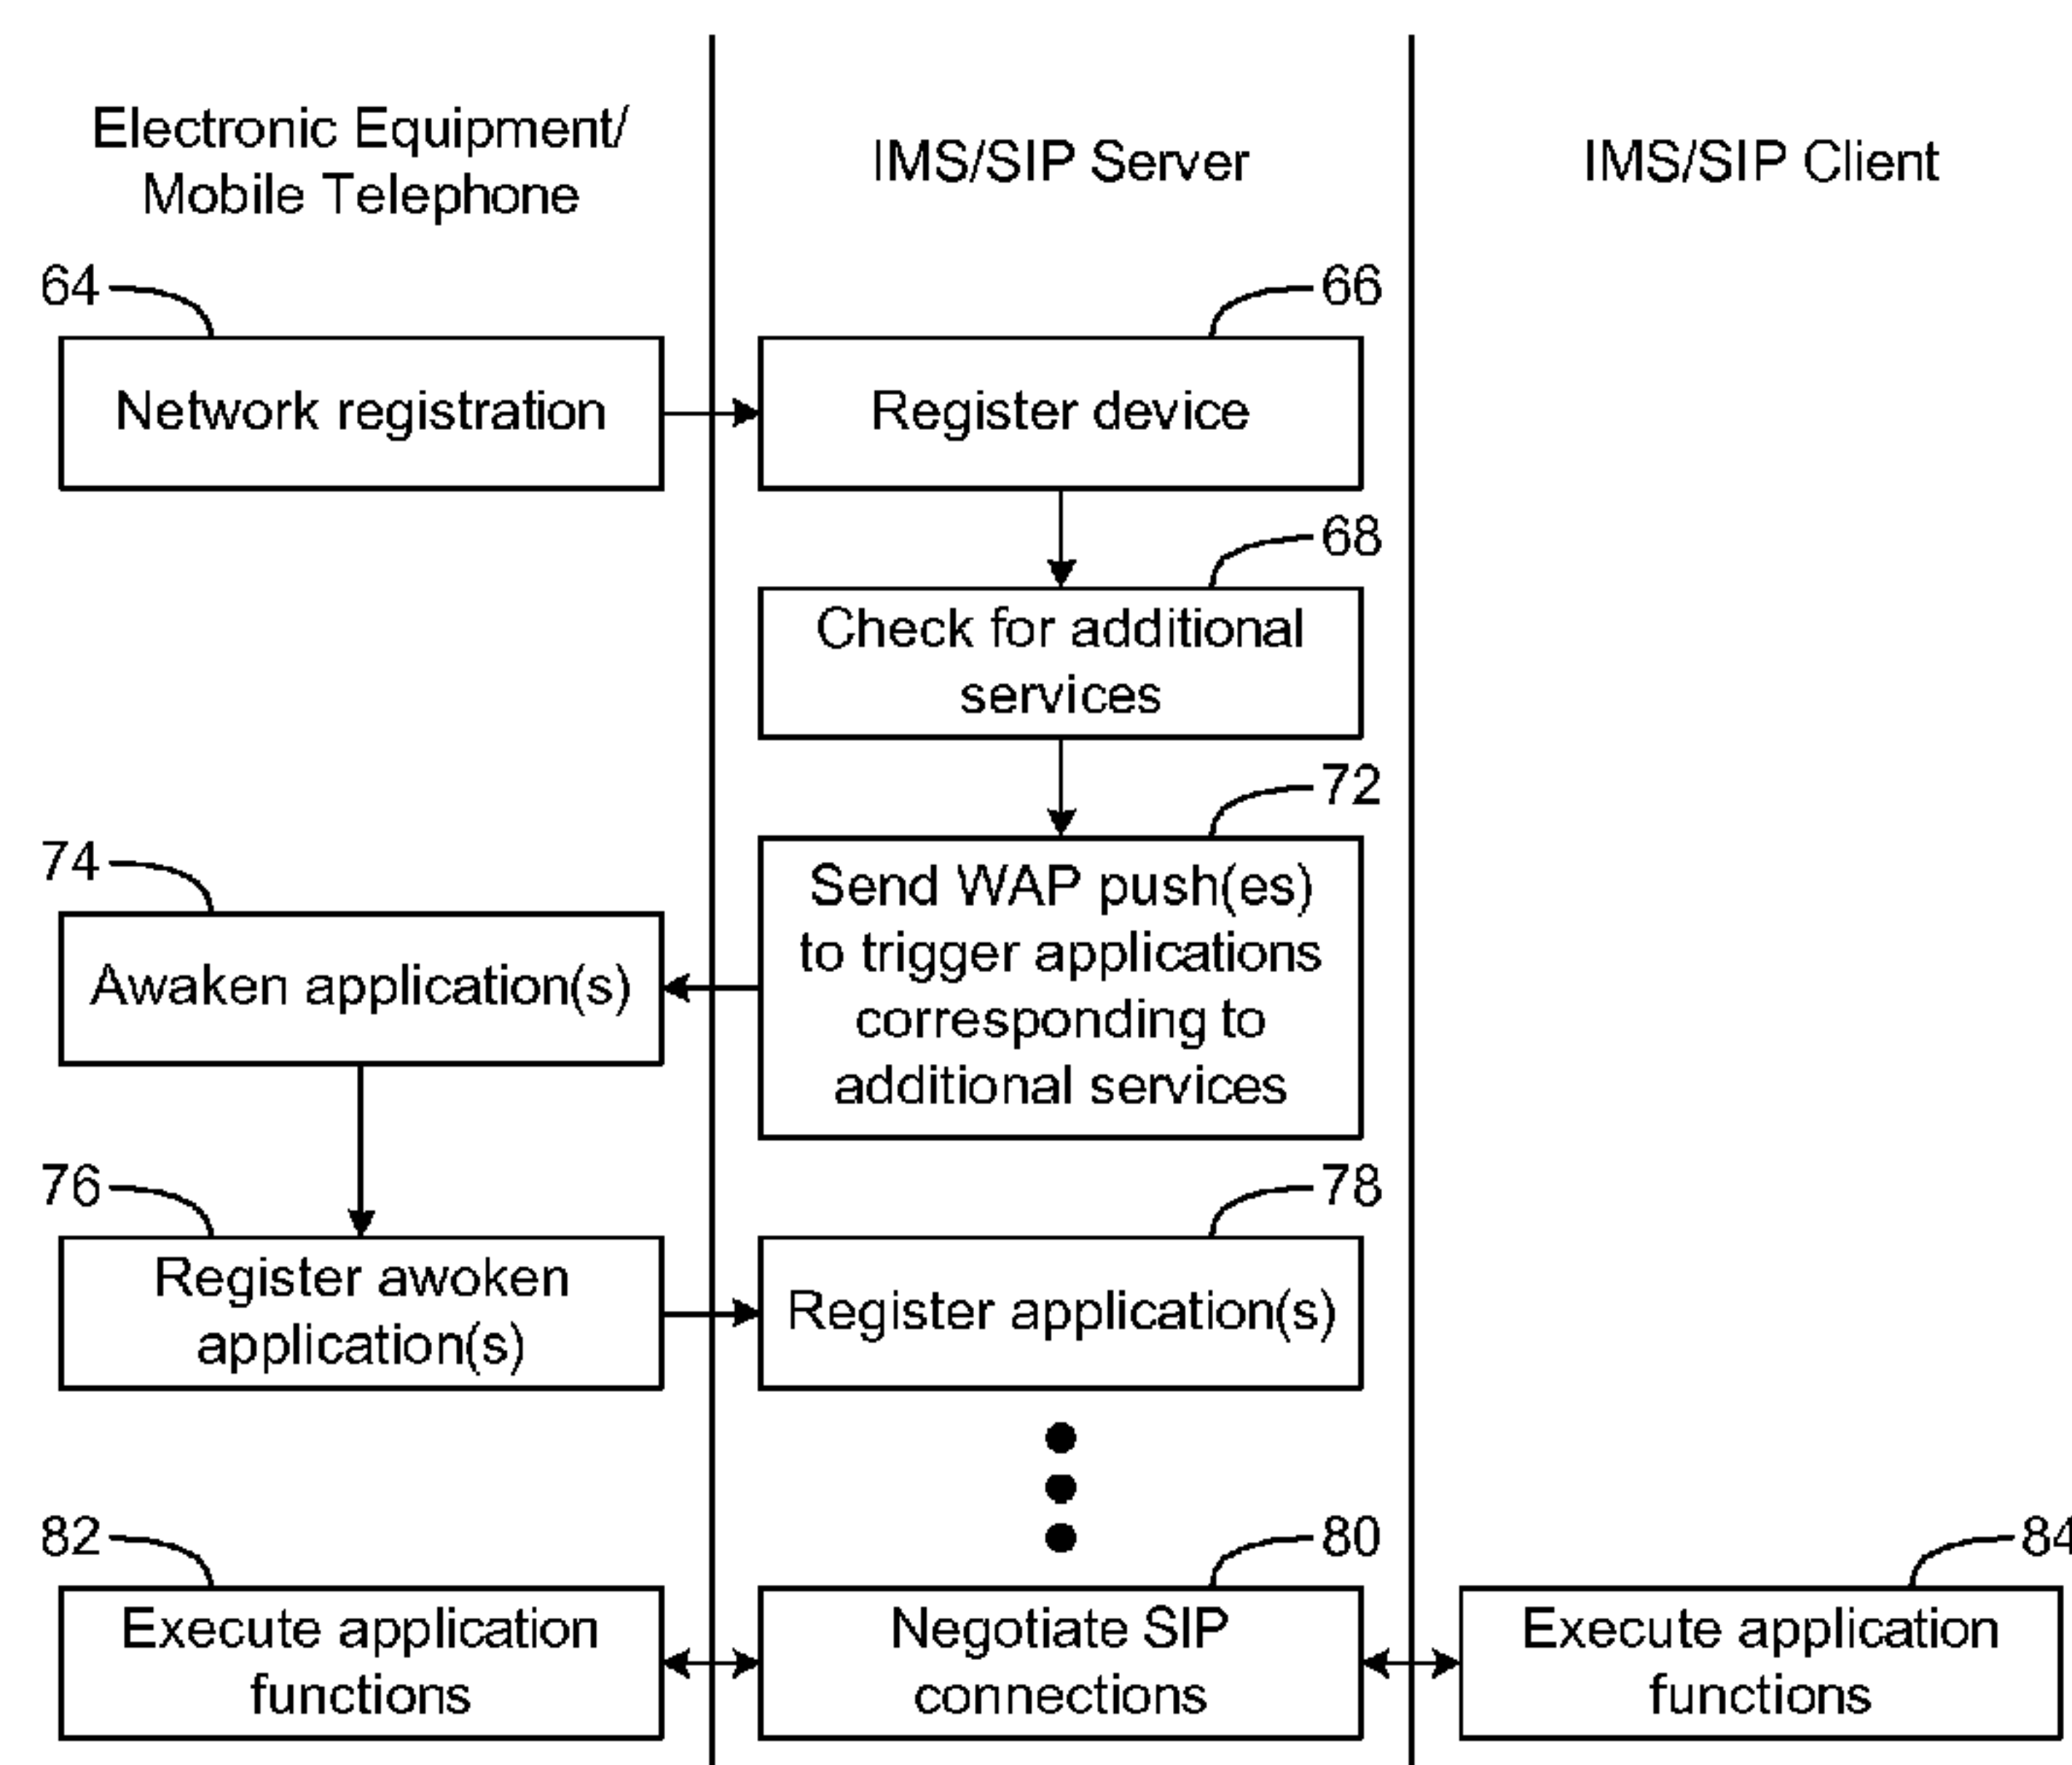 Electronic Equipment/
Mobile Telephone
IMS/SIP Server
IMS/SIP Client
64
66
Network registration
Register device
68
Check for additional
services
72
74
Send WAP push(es)
to trigger applications
corresponding to
additional services
Awaken application(s)
76
78
Register awoken
application(s)
Register application(s)
82
80
84
Execute application
functions
Negotiate SIP
connections
Execute application
functions